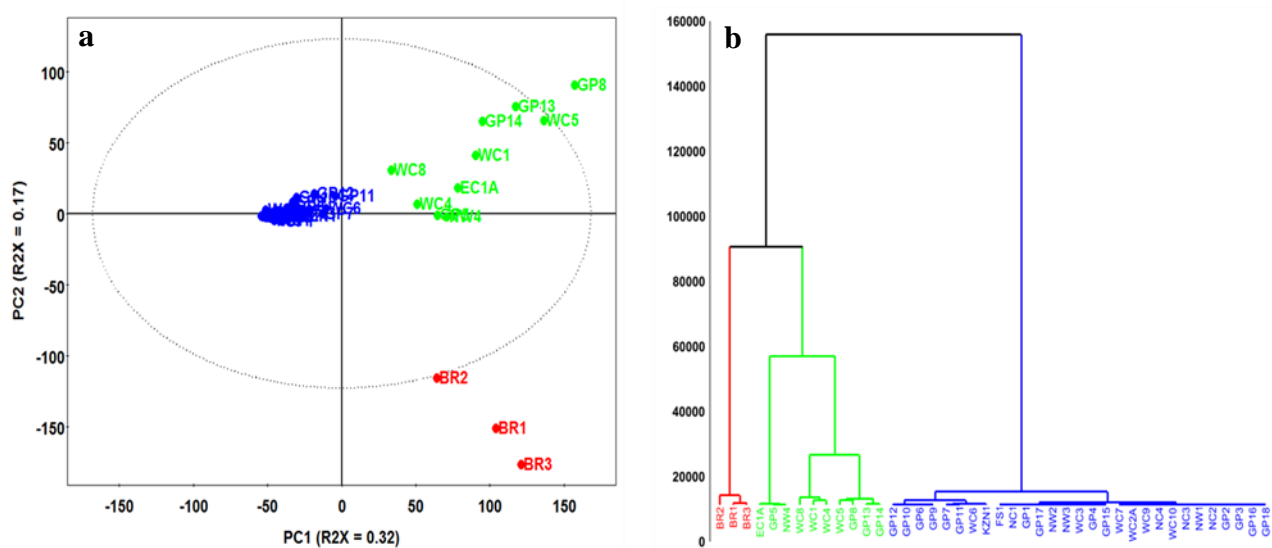 a
100
50
0
-50
-100
-150
PC2 (R2X = 0.17)
GP8
GP13
WC5
GP14
WC1
WC8
EC1A
WC4
BR2
BR1
BR3
-150
-100
-50
0
50
100
150
PC1 (R2X = 0.32)
b
160000
140000
120000
100000
80000
60000
40000
20000
0
BR2
BR1
BR3
EC1A
GP5
NW4
WC8
WC1
WC4
WC5
GP8
GP13
GP14
GP12
GP10
GP6
GP9
GP7
GP11
WC6
KZN1
FS1
NC1
GP1
GP17
NW2
NW3
WC3
GP4
GP15
WC7
WC2A
WC9
NC4
WC10
NC3
NW1
NC2
GP2
GP3
GP16
GP18